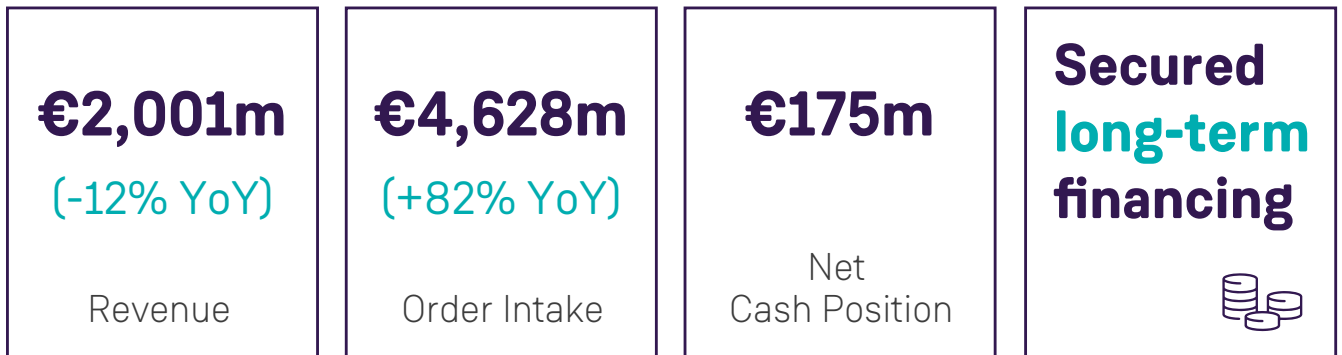 €2,001m
(-12% YoY)
Revenue
€4,628m
(+82% YoY)
Order Intake
€175m
Net
Cash Position
Secured
long-term
financing